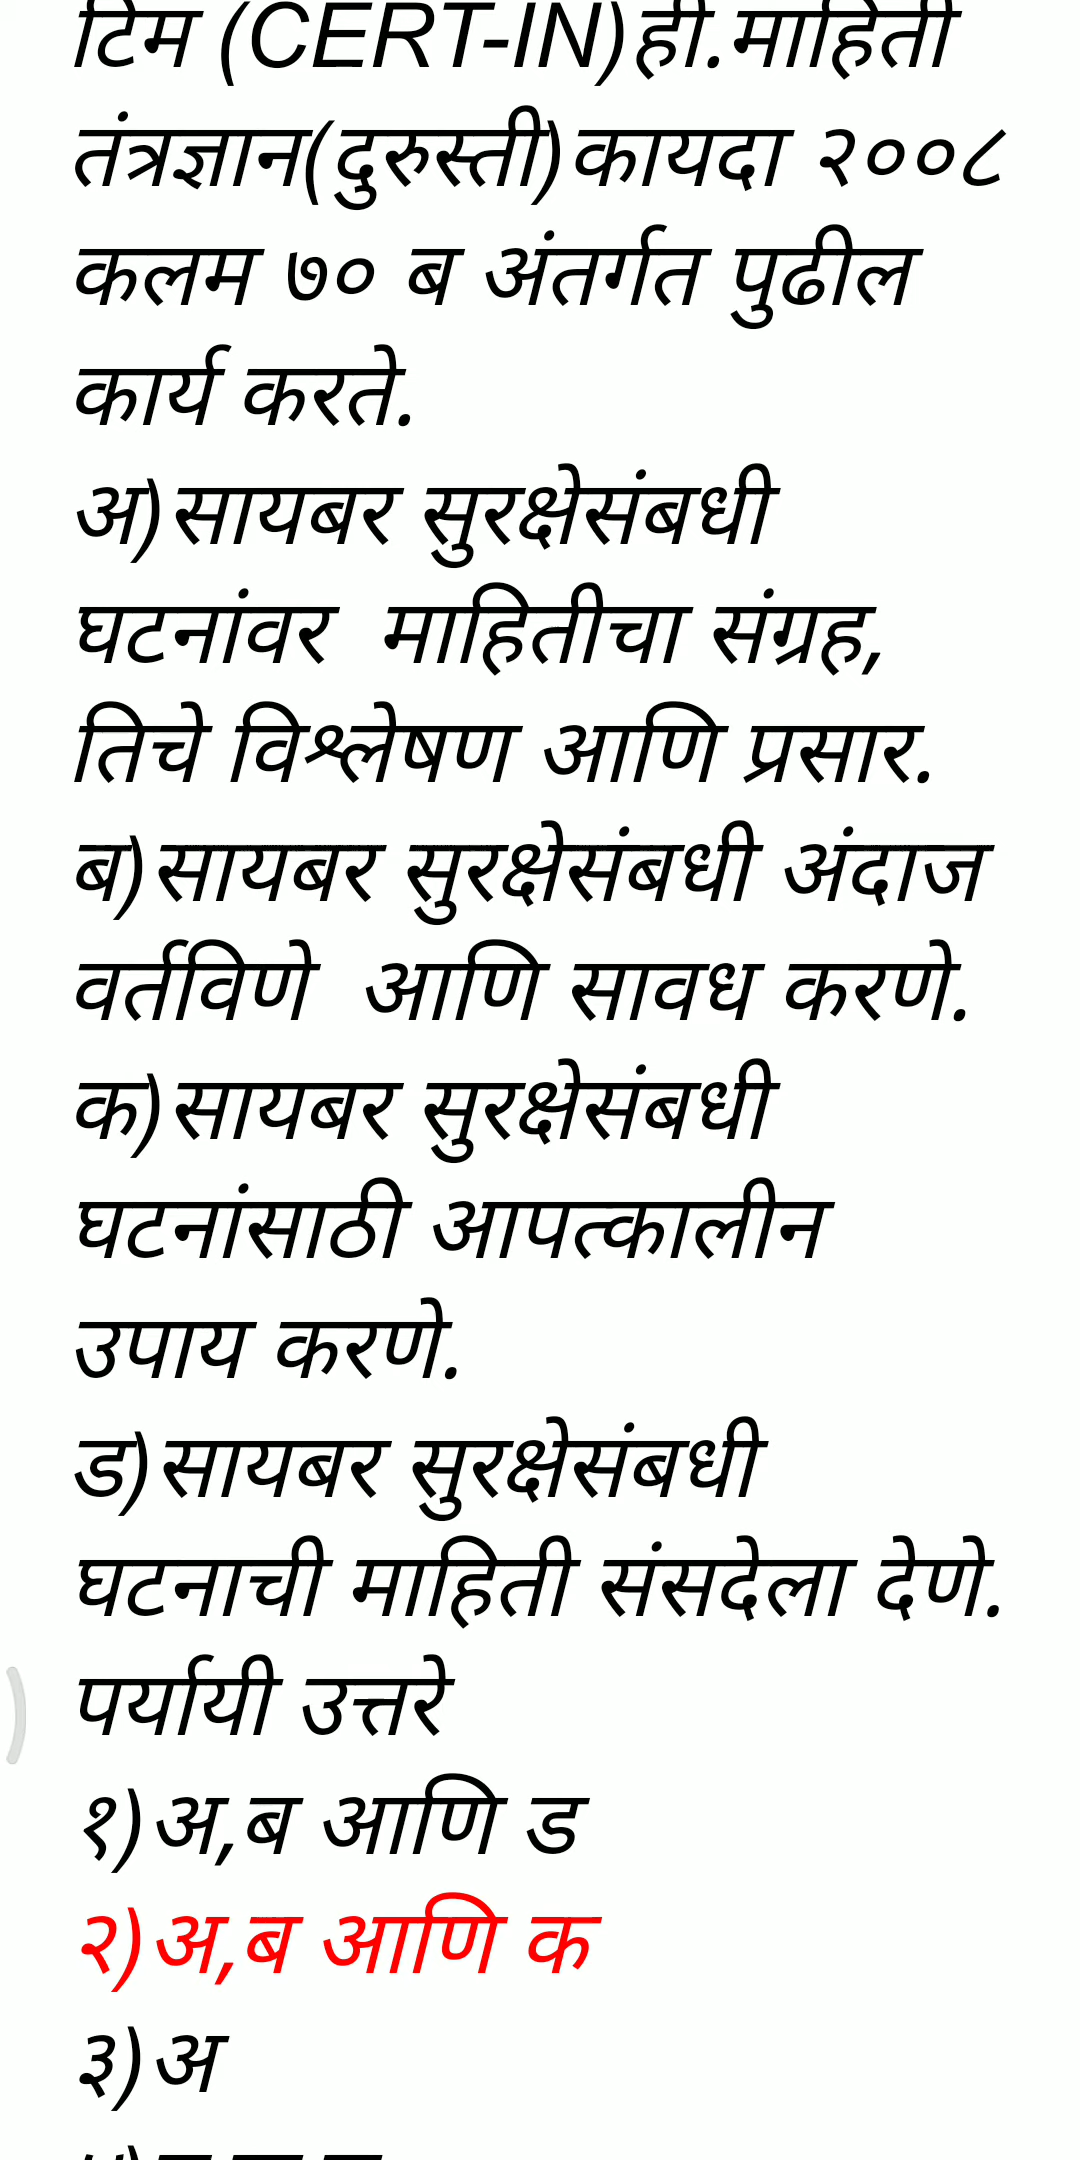 टिम (CERT-IN)ही.माहिती
तंत्रज्ञान(दुरुस्ती)कायदा २००८
कलम ७० ब अंतर्गत पुढील
कार्य करते.
अ)सायबर सुरक्षेसंबधी
घटनांवर  माहितीचा संग्रह,
तिचे विश्लेषण आणि प्रसार.
ब)सायबर सुरक्षेसंबधी अंदाज
वर्तविणे  आणि सावध करणे.
क)सायबर सुरक्षेसंबधी
घटनांसाठी आपत्कालीन
उपाय करणे.
ड)सायबर सुरक्षेसंबधी
घटनाची माहिती संसदेला देणे.
पर्यायी उत्तरे
१)अ,ब आणि ड
२)अ,ब आणि क
३)अ